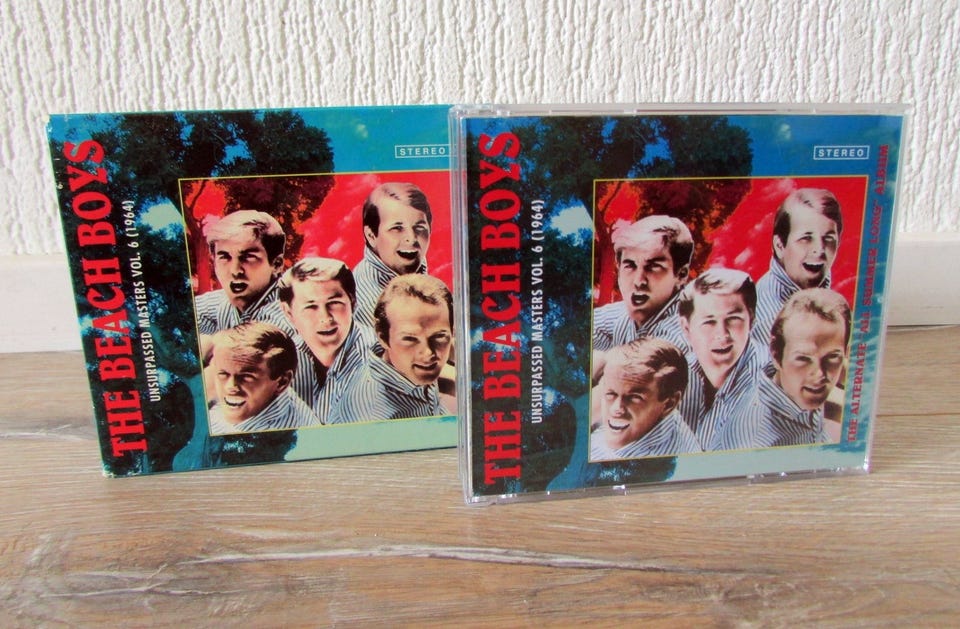 THE BEACH BOYS
UNSURPASSED MASTERS VOL. 6 (1964)
STEREO
THE BEACH BOYS
UNSURPASSED MASTERS VOL. 6 (1964)
STEREO
THE ALTERNATE "ALL SUMMER LONG" ALBUM